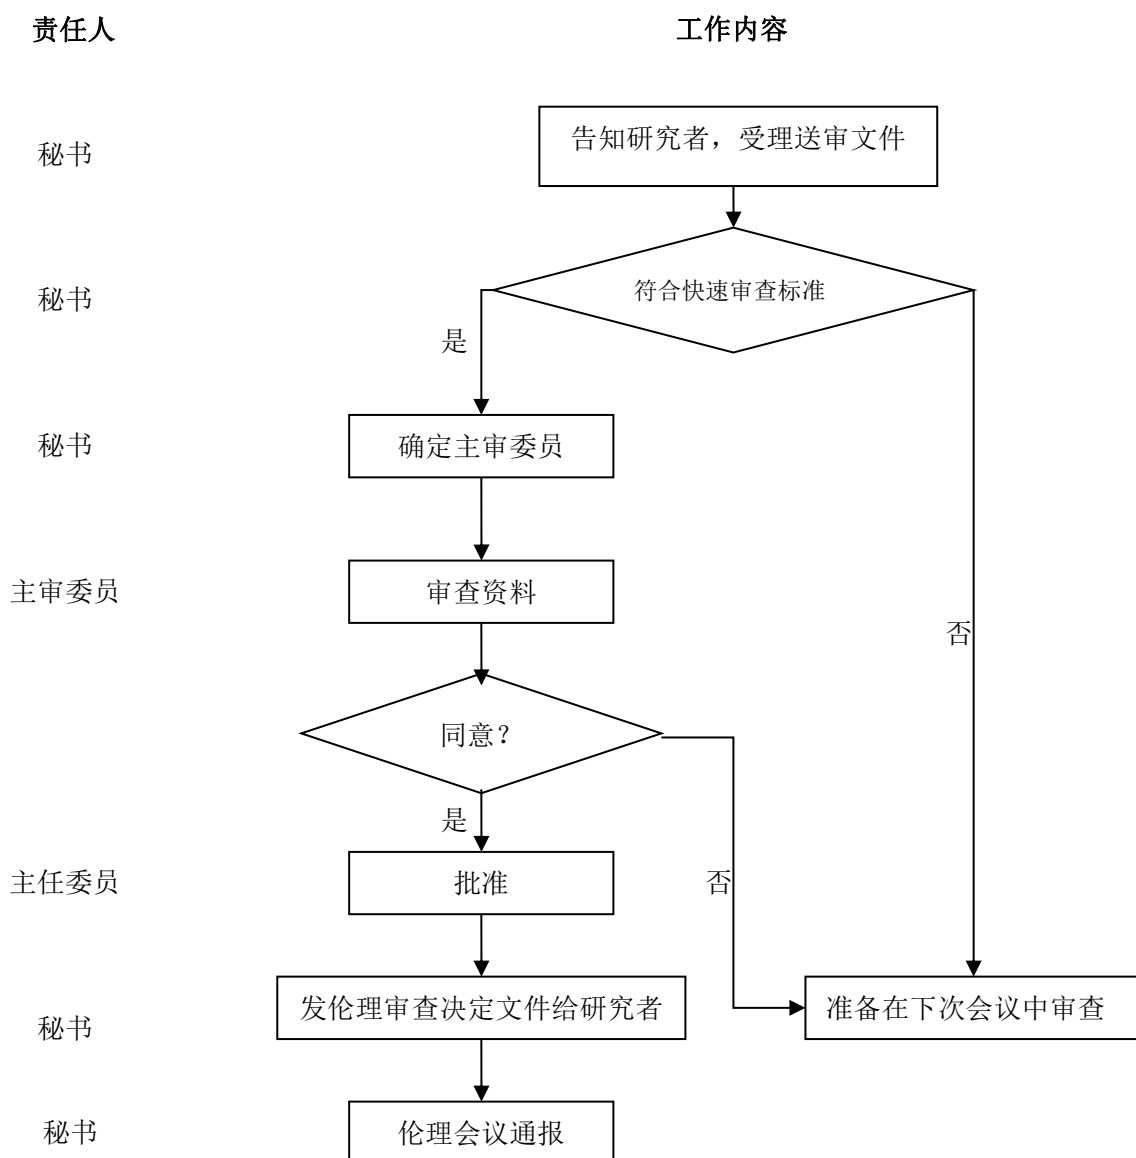 责任人
工作内容
秘书
告知研究者，受理送审文件
秘书
符合快速审查标准
是
秘书
确定主审委员
主审委员
审查资料
否
同意？
是
主任委员
批准
否
秘书
发伦理审查决定文件给研究者
准备在下次会议中审查
秘书
伦理会议通报